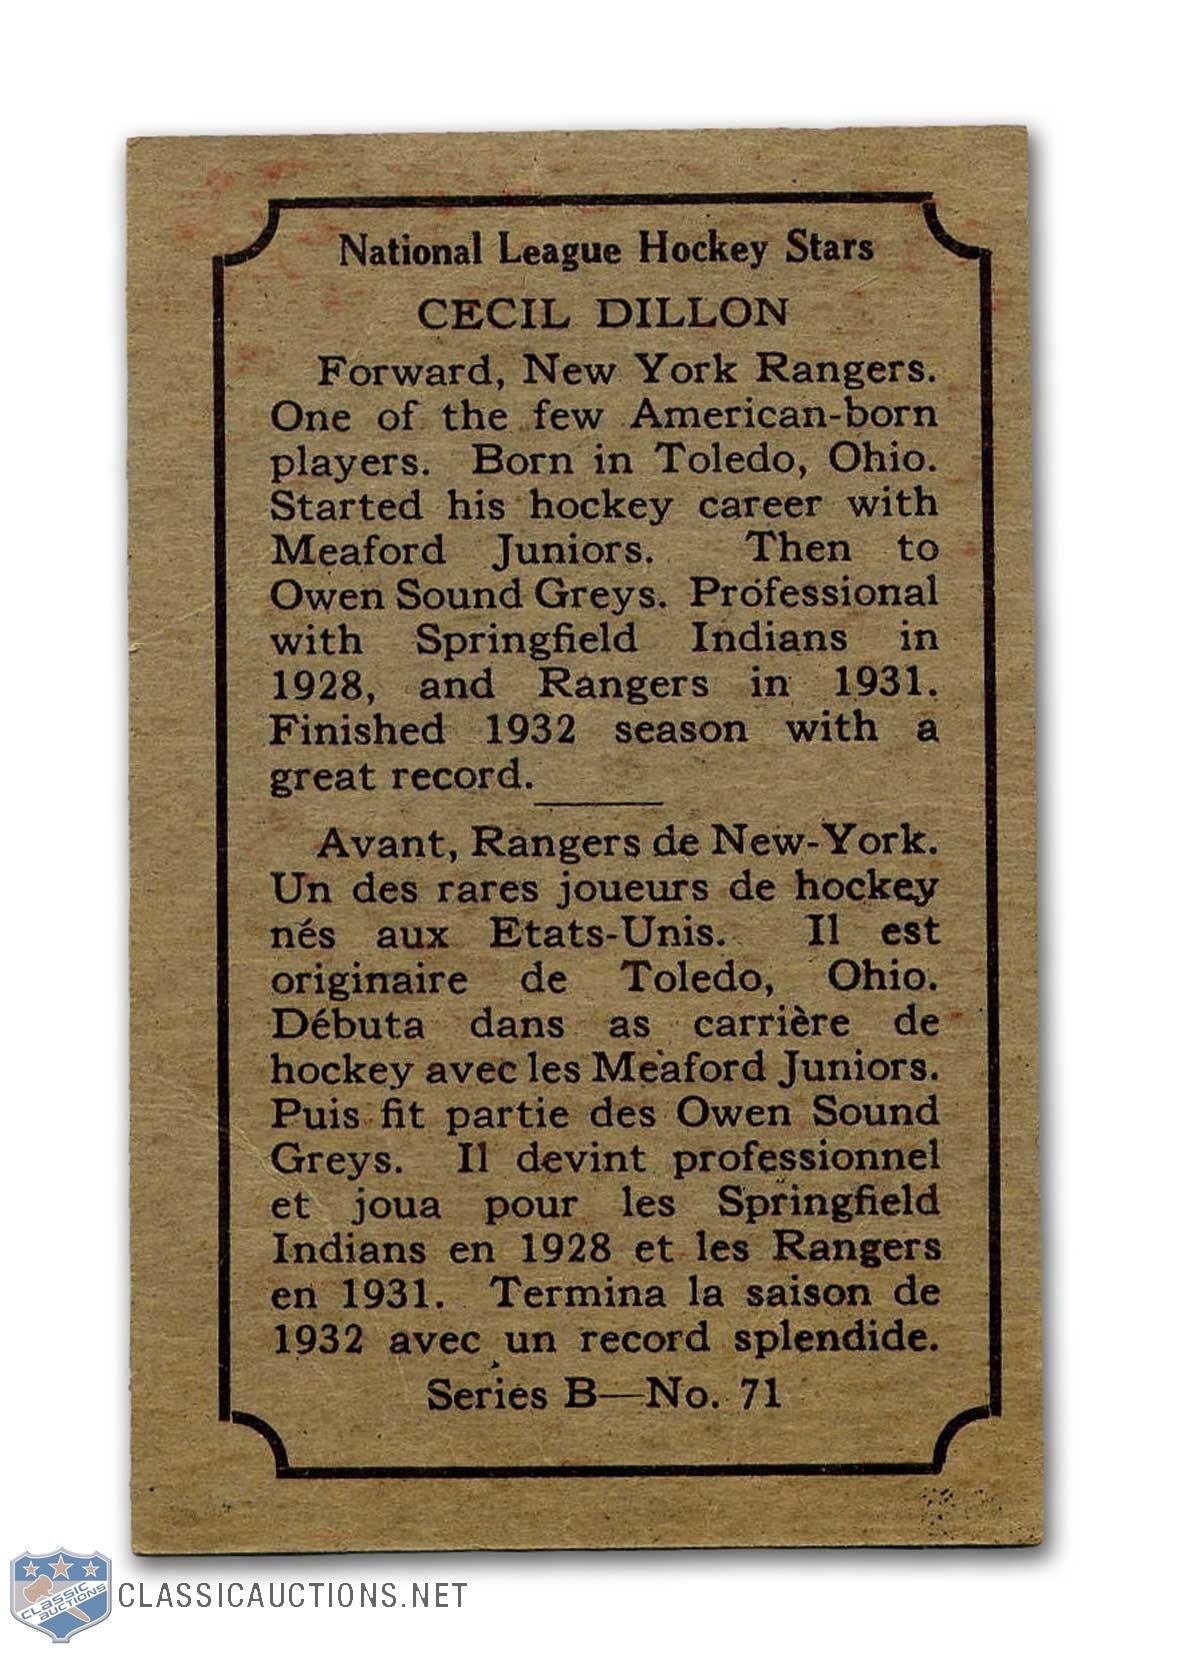 National League Hockey Stars
CECIL DILLON
Forward, New York Rangers.
One of the few American-born
players. Born in Toledo, Ohio.
Started his hockey career with
Meaford Juniors. Then to
Owen Sound Greys. Professional
with Springfield Indians in
1928, and Rangers in 1931.
Finished 1932 season with a
great record.
Avant, Rangers de New-York.
Un des rares joueurs de hockey
nés aux Etats-Unis. Il est
originaire de Toledo, Ohio.
Débuta dans as carrière de
hockey avec les Meaford Juniors.
Puis fit partie des Owen Sound
Greys. Il devint professionnel
et joua pour les Springfield
Indians en 1928 et les Rangers
en 1931. Termina la saison de
1932 avec un record splendide.
Series B—No. 71
CLASSIC
AUCTIONS
CLASSICAUCTIONS.NET